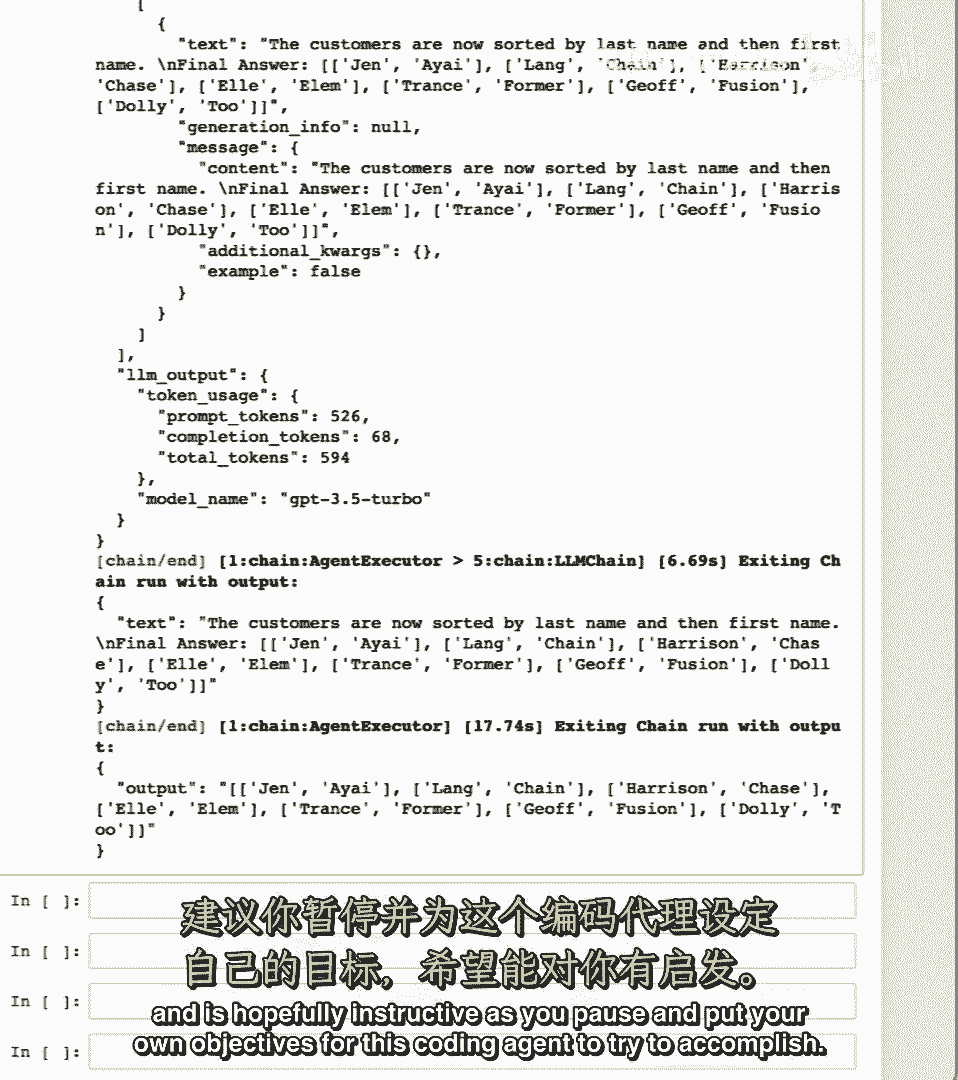 [
{
"text": "The customers are now sorted by last name and then first
name. \nFinal Answer: [['Jen', 'Ayai'], ['Lang', 'Chain'], ['Harrison',
'Chase'], ['Elle', 'Elem'], ['Trance', 'Former'], ['Geoff', 'Fusion'],
['Dolly', 'Too']]",
"generation_info": null,
"message": {
"content": "The customers are now sorted by last name and then
first name. \nFinal Answer: [['Jen', 'Ayai'], ['Lang', 'Chain'], ['Harris
on', 'Chase'], ['Elle', 'Elem'], ['Trance', 'Former'], ['Geoff', 'Fusio
n'], ['Dolly', 'Too']]",
"additional_kwargs": {},
"example": false
}
}
]
],
"llm_output": {
"token_usage": {
"prompt_tokens": 526,
"completion_tokens": 68,
"total_tokens": 594
},
"model_name": "gpt-3.5-turbo"
}
}
[chain/end] [1:chain:AgentExecutor > 5:chain:LLMChain] [6.69s] Exiting Ch
ain run with output:
{
"text": "The customers are now sorted by last name and then first name.
\nFinal Answer: [['Jen', 'Ayai'], ['Lang', 'Chain'], ['Harrison', 'Chas
e'], ['Elle', 'Elem'], ['Trance', 'Former'], ['Geoff', 'Fusion'], ['Doll
y', 'Too']]"
}
[chain/end] [1:chain:AgentExecutor] [17.74s] Exiting Chain run with outpu
t:
{
"output": "[['Jen', 'Ayai'], ['Lang', 'Chain'], ['Harrison', 'Chase'],
['Elle', 'Elem'], ['Trance', 'Former'], ['Geoff', 'Fusion'], ['Dolly', 'T
oo']]"
}
In [ ]:
In [ ]:
In [ ]:
In [ ]:
建议你暂停并为这个编码代理设定
自己的目标，希望能对你有启发。
and is hopefully instructive as you pause and put your
own objectives for this coding agent to try to accomplish.